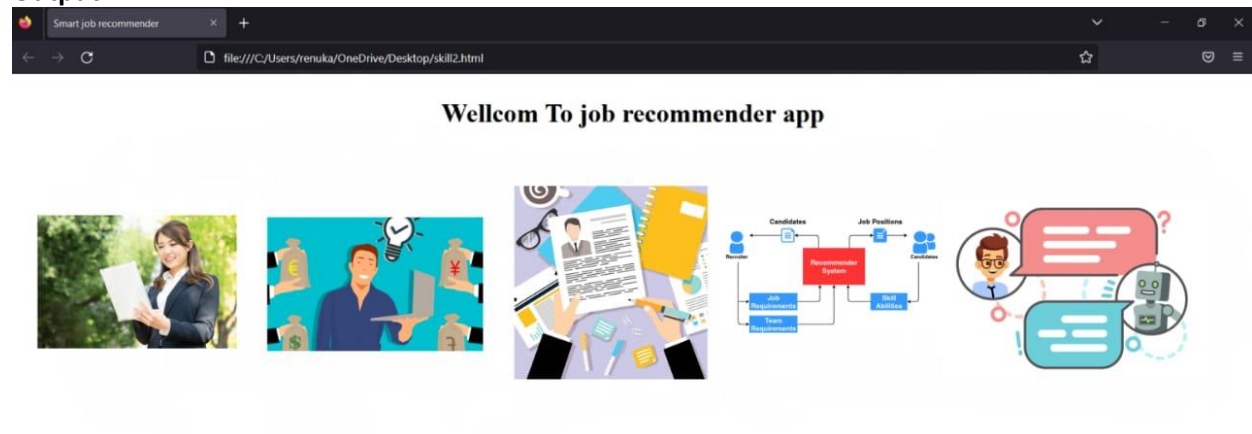 Smart job recommender
file:///C:/Users/renuka/OneDrive/Desktop/skill2.html
Wellcom To job recommender app
Candidates
Job Positions
Recruiter
Recommender
System
Candidates
Job
Requirements
Skill
Abilities
Team
Requirements